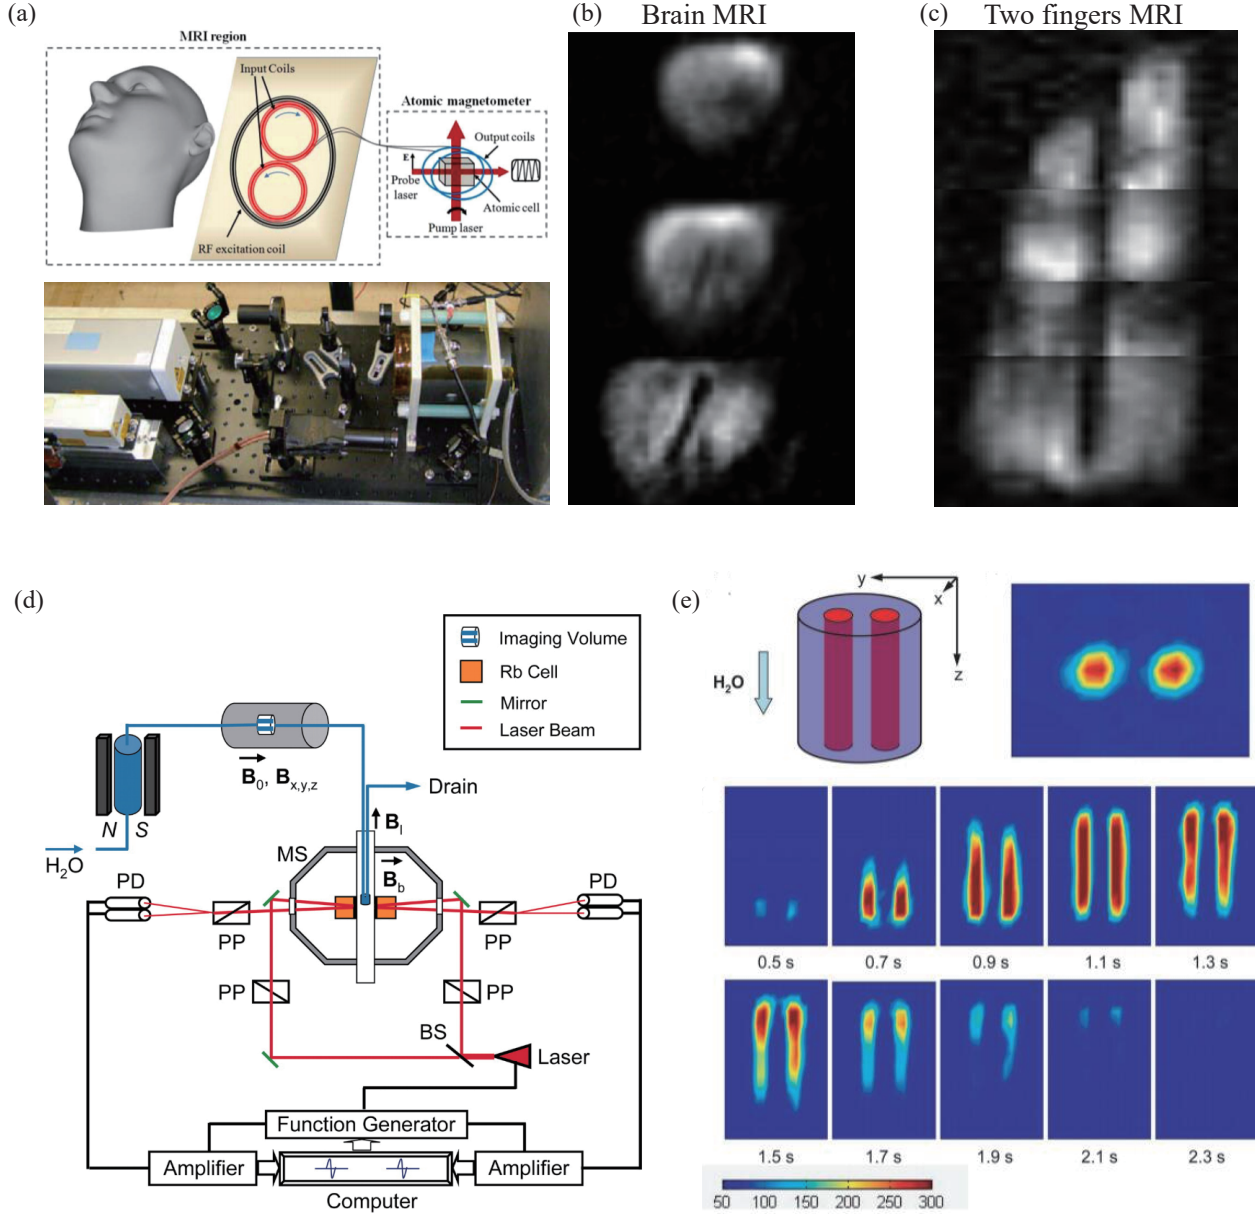 (a)
MRI region
Input Coils
RF excitation coil
Atomic magnetometer
Output coils
E
Probe
laser
Atomic cell
Pump laser
(b)
Brain MRI
(c)
Two fingers MRI
(d)
Imaging Volume
Rb Cell
Mirror
Laser Beam
B0, Bx,y,z
Drain
N S
H2O
Bl
MS
Bb
PD
PD
PP
PP
PP
PP
BS
Laser
Function Generator
Amplifier
Amplifier
Computer
(e)
y
x
z
H2O
0.5 s
0.7 s
0.9 s
1.1 s
1.3 s
1.5 s
1.7 s
1.9 s
2.1 s
2.3 s
50 100 150 200 250 300